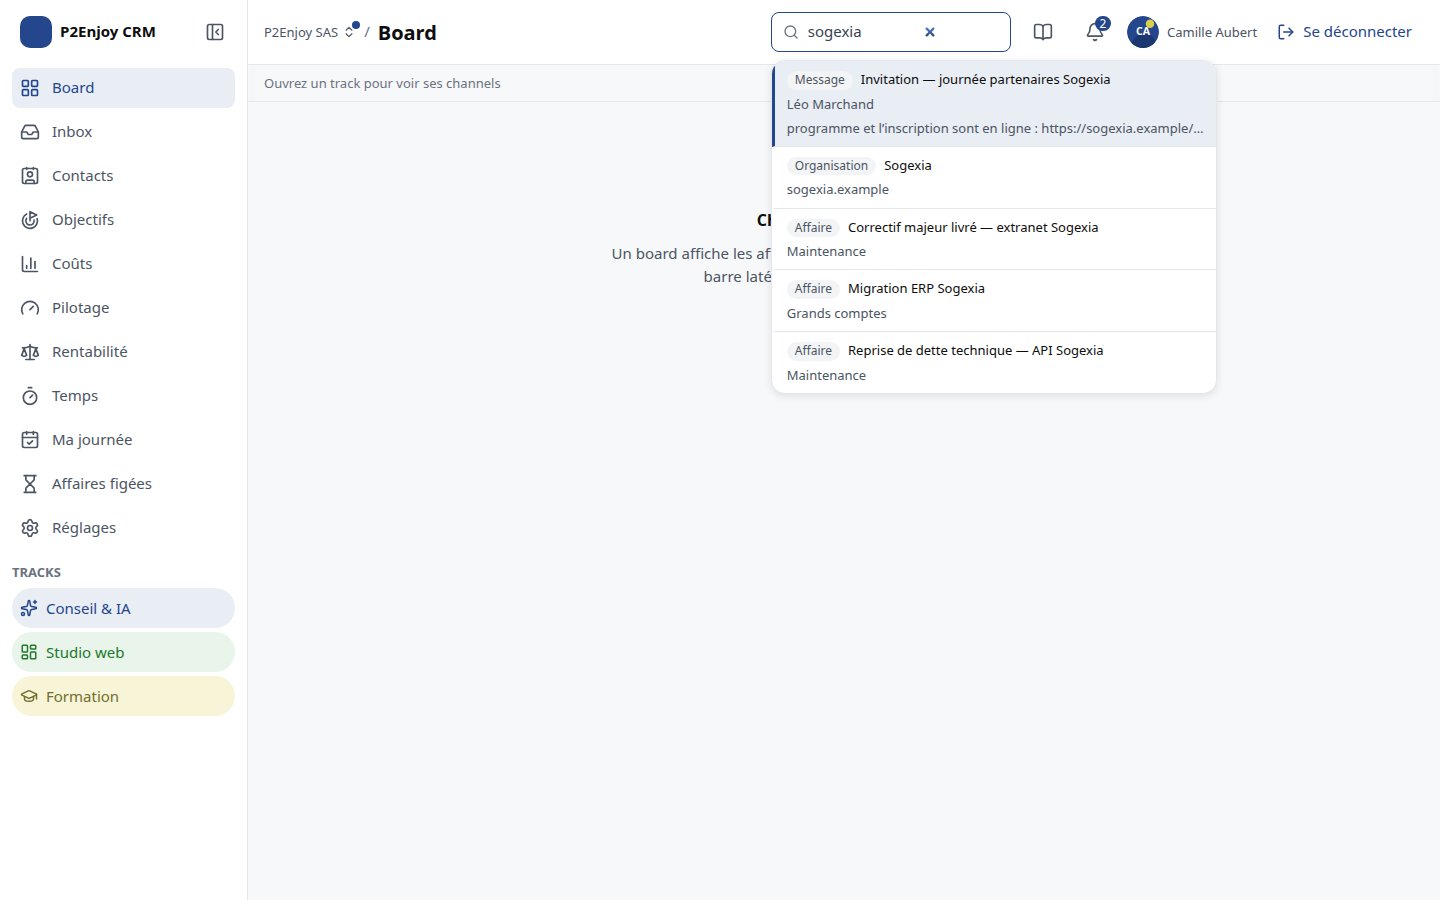 P2Enjoy CRM
Board
Inbox
Contacts
Objectifs
Coûts
Pilotage
Rentabilité
Temps
Ma journée
Affaires figées
Réglages
TRACKS
Conseil & IA
Studio web
Formation
P2Enjoy SAS / Board
sogexia
2
CA
Camille Aubert
Se déconnecter
Ouvrez un track pour voir ses channels
Un board affiche les
barre
Message Invitation — journée partenaires Sogexia
Léo Marchand
programme et l'inscription sont en ligne : https://sogexia.example/...
Organisation Sogexia
sogexia.example
Affaire Correctif majeur livré — extranet Sogexia
Maintenance
Affaire Migration ERP Sogexia
Grands comptes
Affaire Reprise de dette technique — API Sogexia
Maintenance